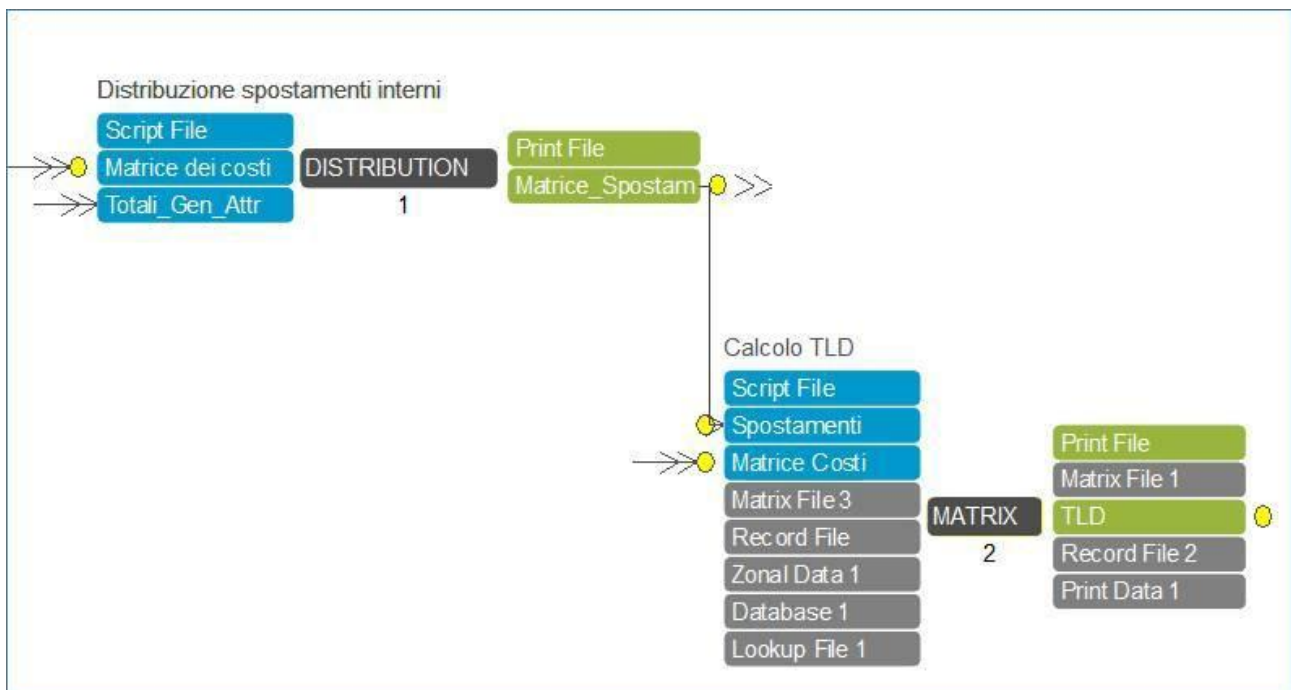 Distribuzione spostamenti interni
Script File
Matrice dei costi
Totali_Gen_Attr
DISTRIBUTION
1
Print File
Matrice_Spostam
Calcolo TLD
Script File
Spostamenti
Matrice Costi
Matrix File 3
Record File
Zonal Data 1
Database 1
Lookup File 1
MATRIX
2
Print File
Matrix File 1
TLD
Record File 2
Print Data 1